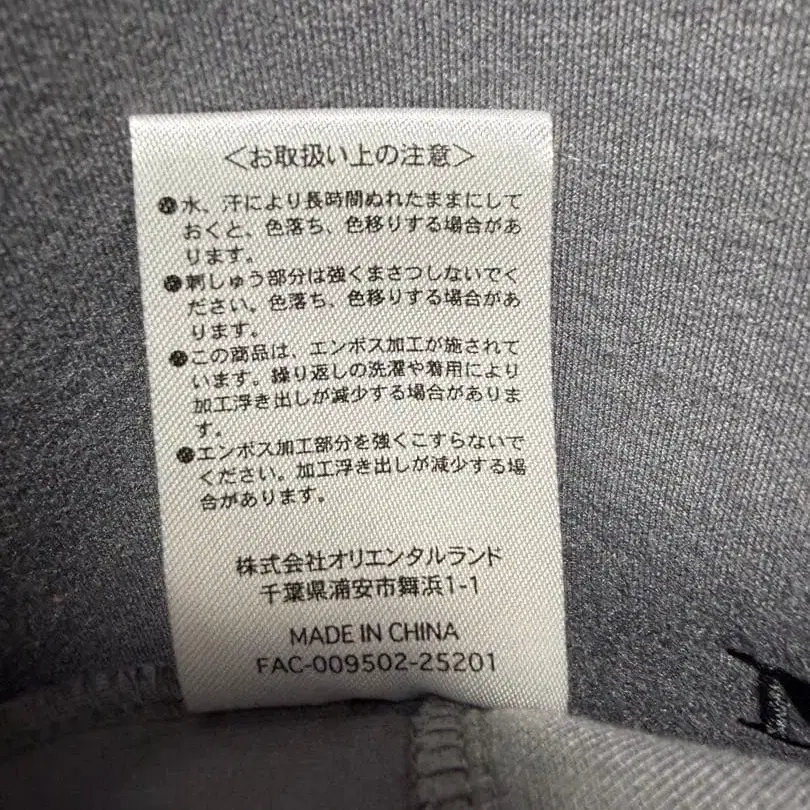 <お取扱い上の注意>
●水、汗により長時間ぬれたままにして
おくと、色落ち、色移りする場合があ
ります。
●刺しゅう部分は強くまさつしないでく
ださい。色落ち、色移りする場合があ
ります。
●この商品は、エンボス加工が施されて
います。繰り返しの洗濯や着用により
加工浮き出しが減少する場合がありま
す。
●エンボス加工部分を強くこすらないで
ください。加工浮き出しが減少する場
合があります。
株式会社オリエンタルランド
千葉県浦安市舞浜1-1
MADE IN CHINA
FAC-009502-25201